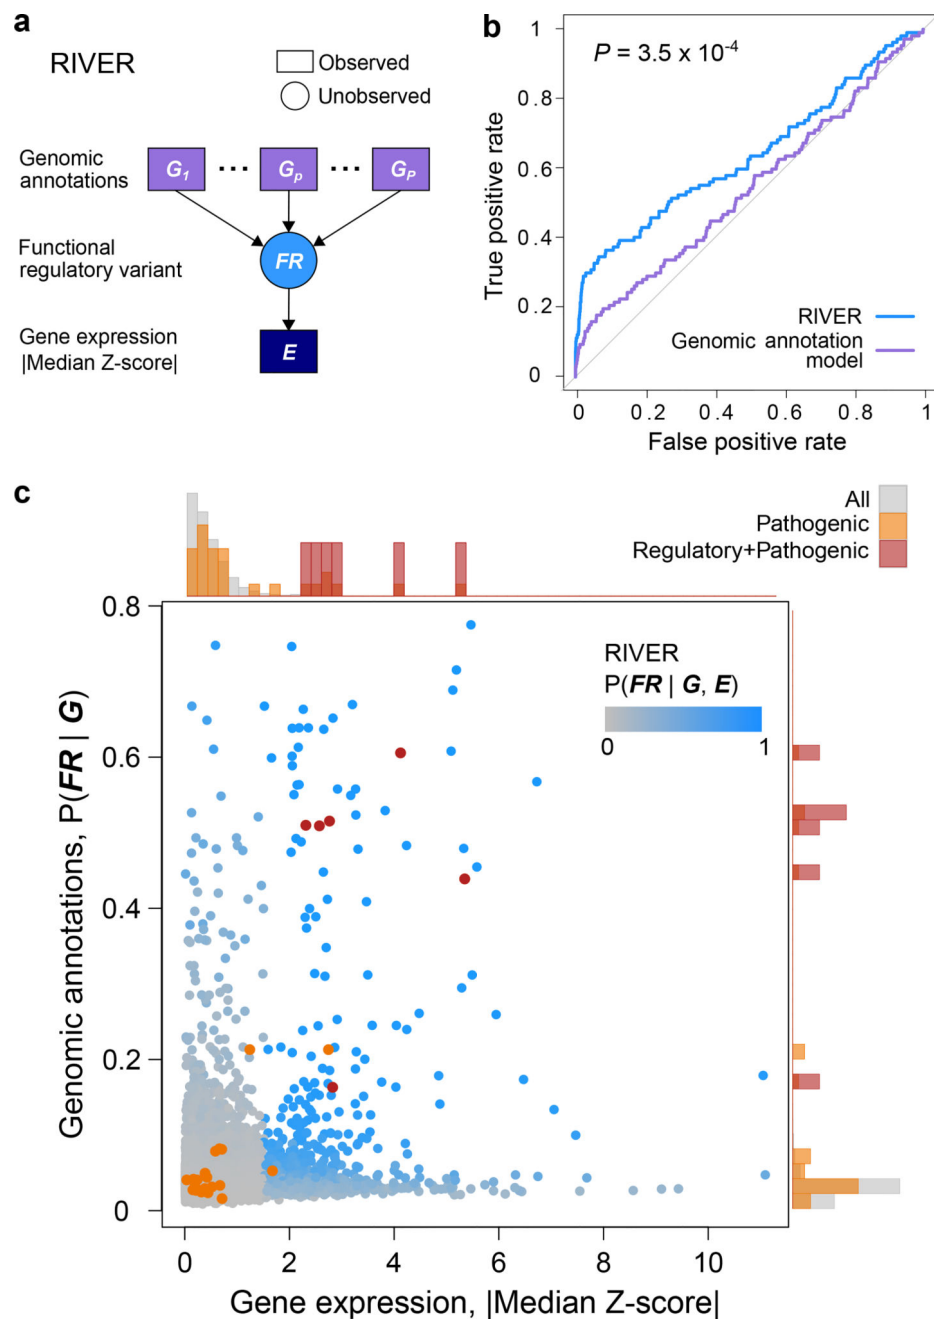 a
RIVER
Observed
Unobserved
Genomic
annotations
G1 ... Gp ... GP
Functional
regulatory variant
FR
Gene expression
|Median Z-score|
E
b
P = 3.5 x 10-4
True positive rate
1
0.8
0.6
0.4
0.2
0
RIVER
Genomic annotation
model
0 0.2 0.4 0.6 0.8 1
False positive rate
c
All
Pathogenic
Regulatory+Pathogenic
Genomic annotations, P(FR | G)
0.8
0.6
0.4
0.2
0
RIVER
P(FR | G, E)
0 1
0 2 4 6 8 10
Gene expression, |Median Z-score|